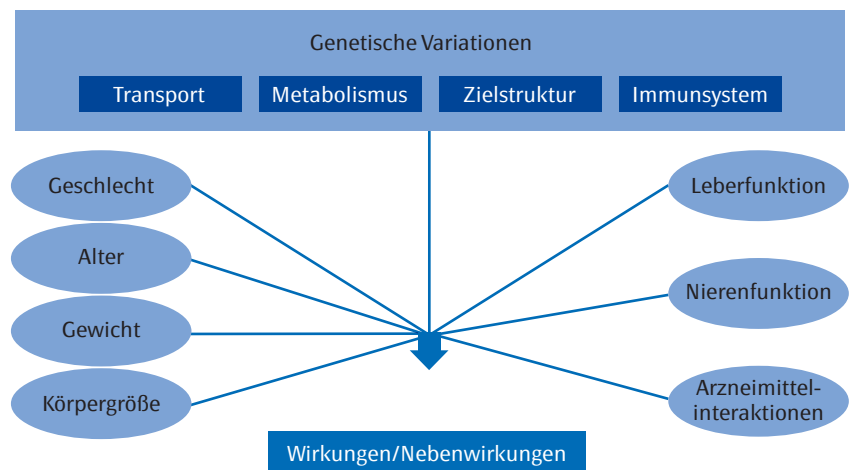 Genetische Variationen
Transport
Metabolismus
Zielstruktur
Immunsystem
Geschlecht
Alter
Gewicht
Körpergröße
Leberfunktion
Nierenfunktion
Arzneimittel-
interaktionen
Wirkungen/Nebenwirkungen